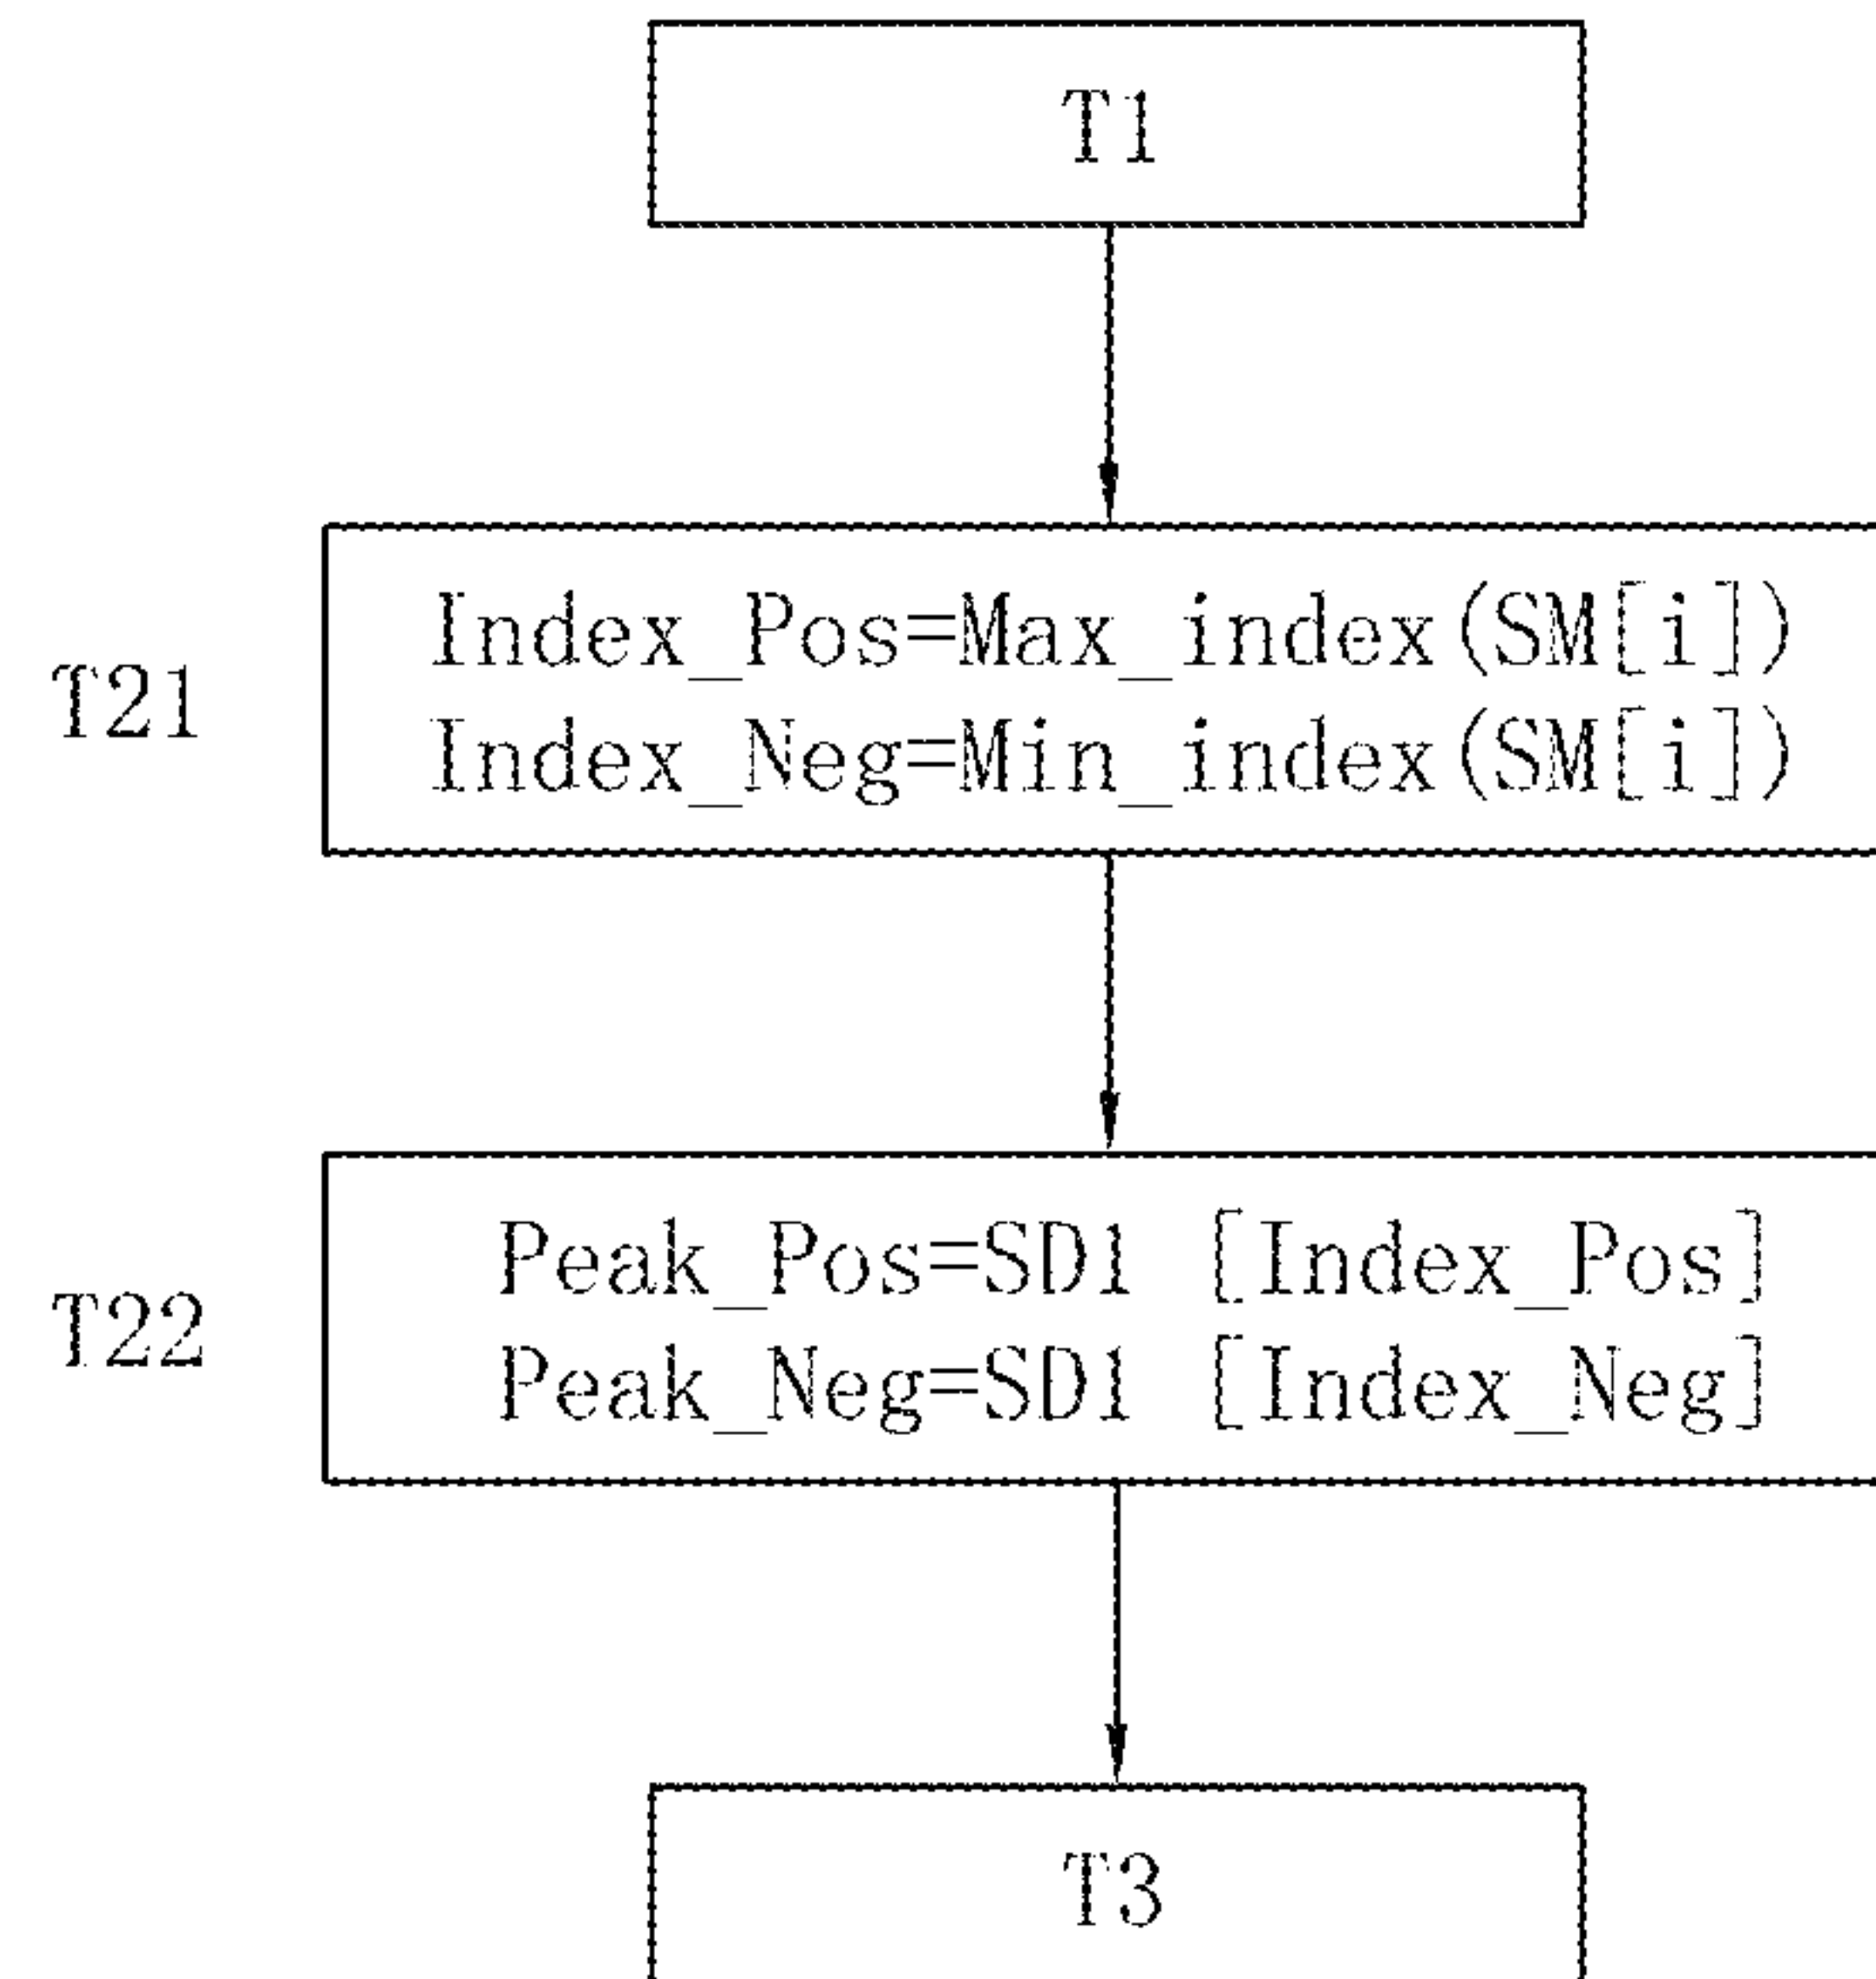 T1
T21
Index_Pos=Max_index(SM[i])
Index_Neg=Min_index(SM[i])
T22
Peak_Pos=SD1 [Index_Pos]
Peak_Neg=SD1 [Index_Neg]
T3